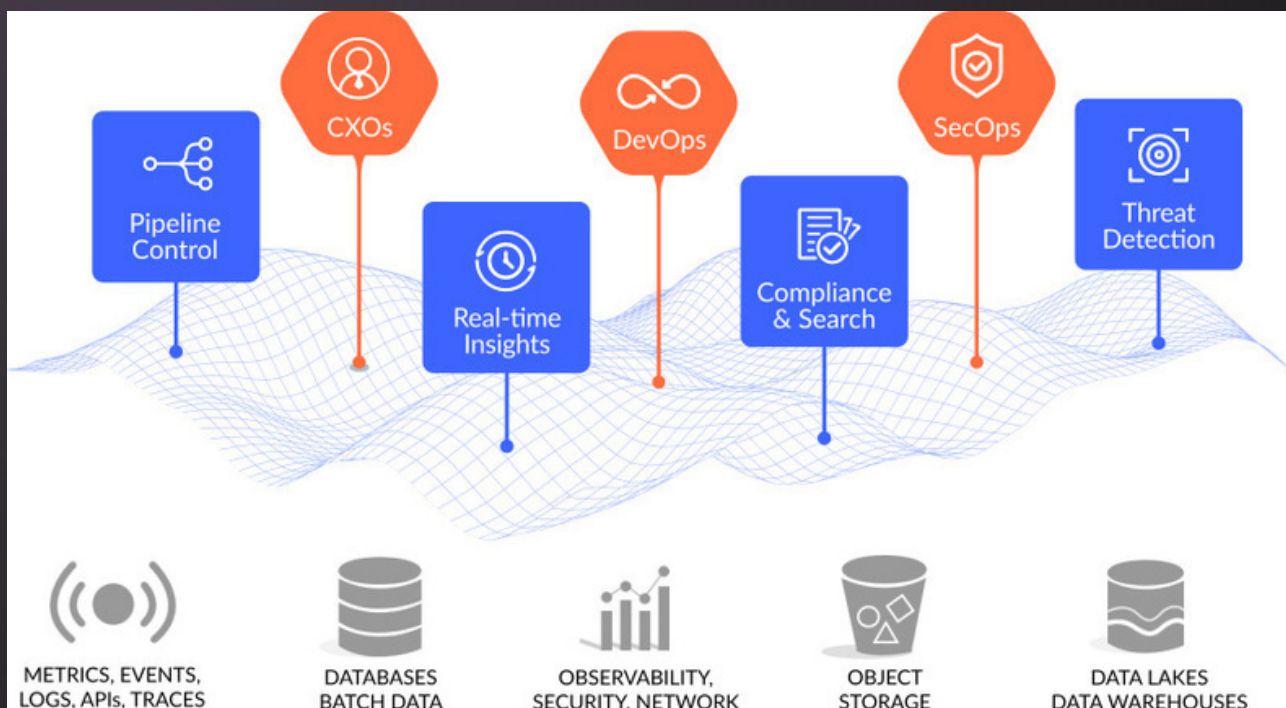 CXOs
DevOps
SecOps
Pipeline
Control
Real-time
Insights
Compliance
& Search
Threat
Detection
METRICS, EVENTS,
LOGS, APIs, TRACES
DATABASES
BATCH DATA
OBSERVABILITY,
SECURITY, NETWORK
OBJECT
STORAGE
DATA LAKES
DATA WAREHOUSES